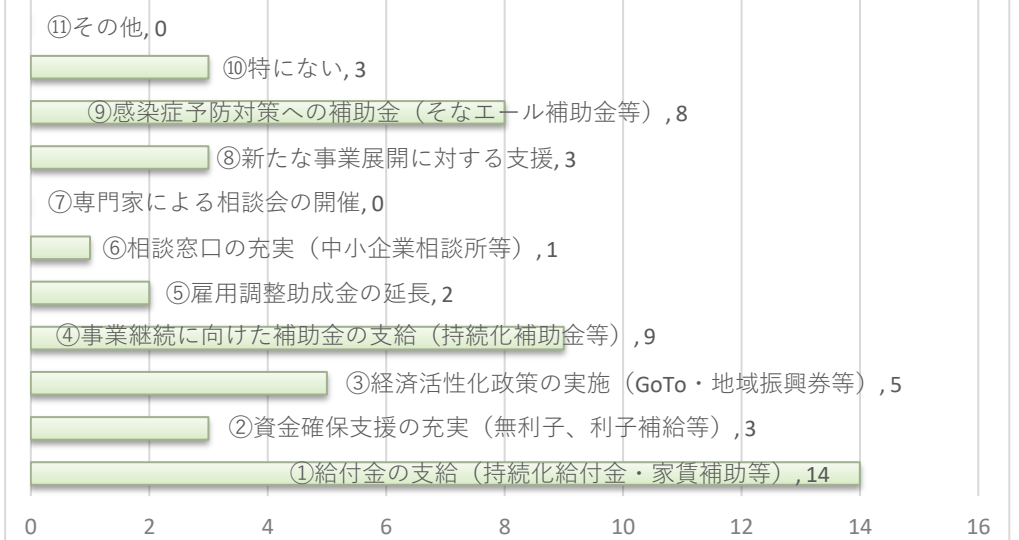 ⑪その他, 0
⑩特にない, 3
⑨感染症予防対策への補助金（そなエール補助金等）, 8
⑧新たな事業展開に対する支援, 3
⑦専門家による相談会の開催, 0
⑥相談窓口の充実（中小企業相談所等）, 1
⑤雇用調整助成金の延長, 2
④事業継続に向けた補助金の支給（持続化補助金等）, 9
③経済活性化政策の実施（GoTo・地域振興券等）, 5
②資金確保支援の充実（無利子、利子補給等）, 3
①給付金の支給（持続化給付金・家賃補助等）, 14
0 2 4 6 8 10 12 14 16